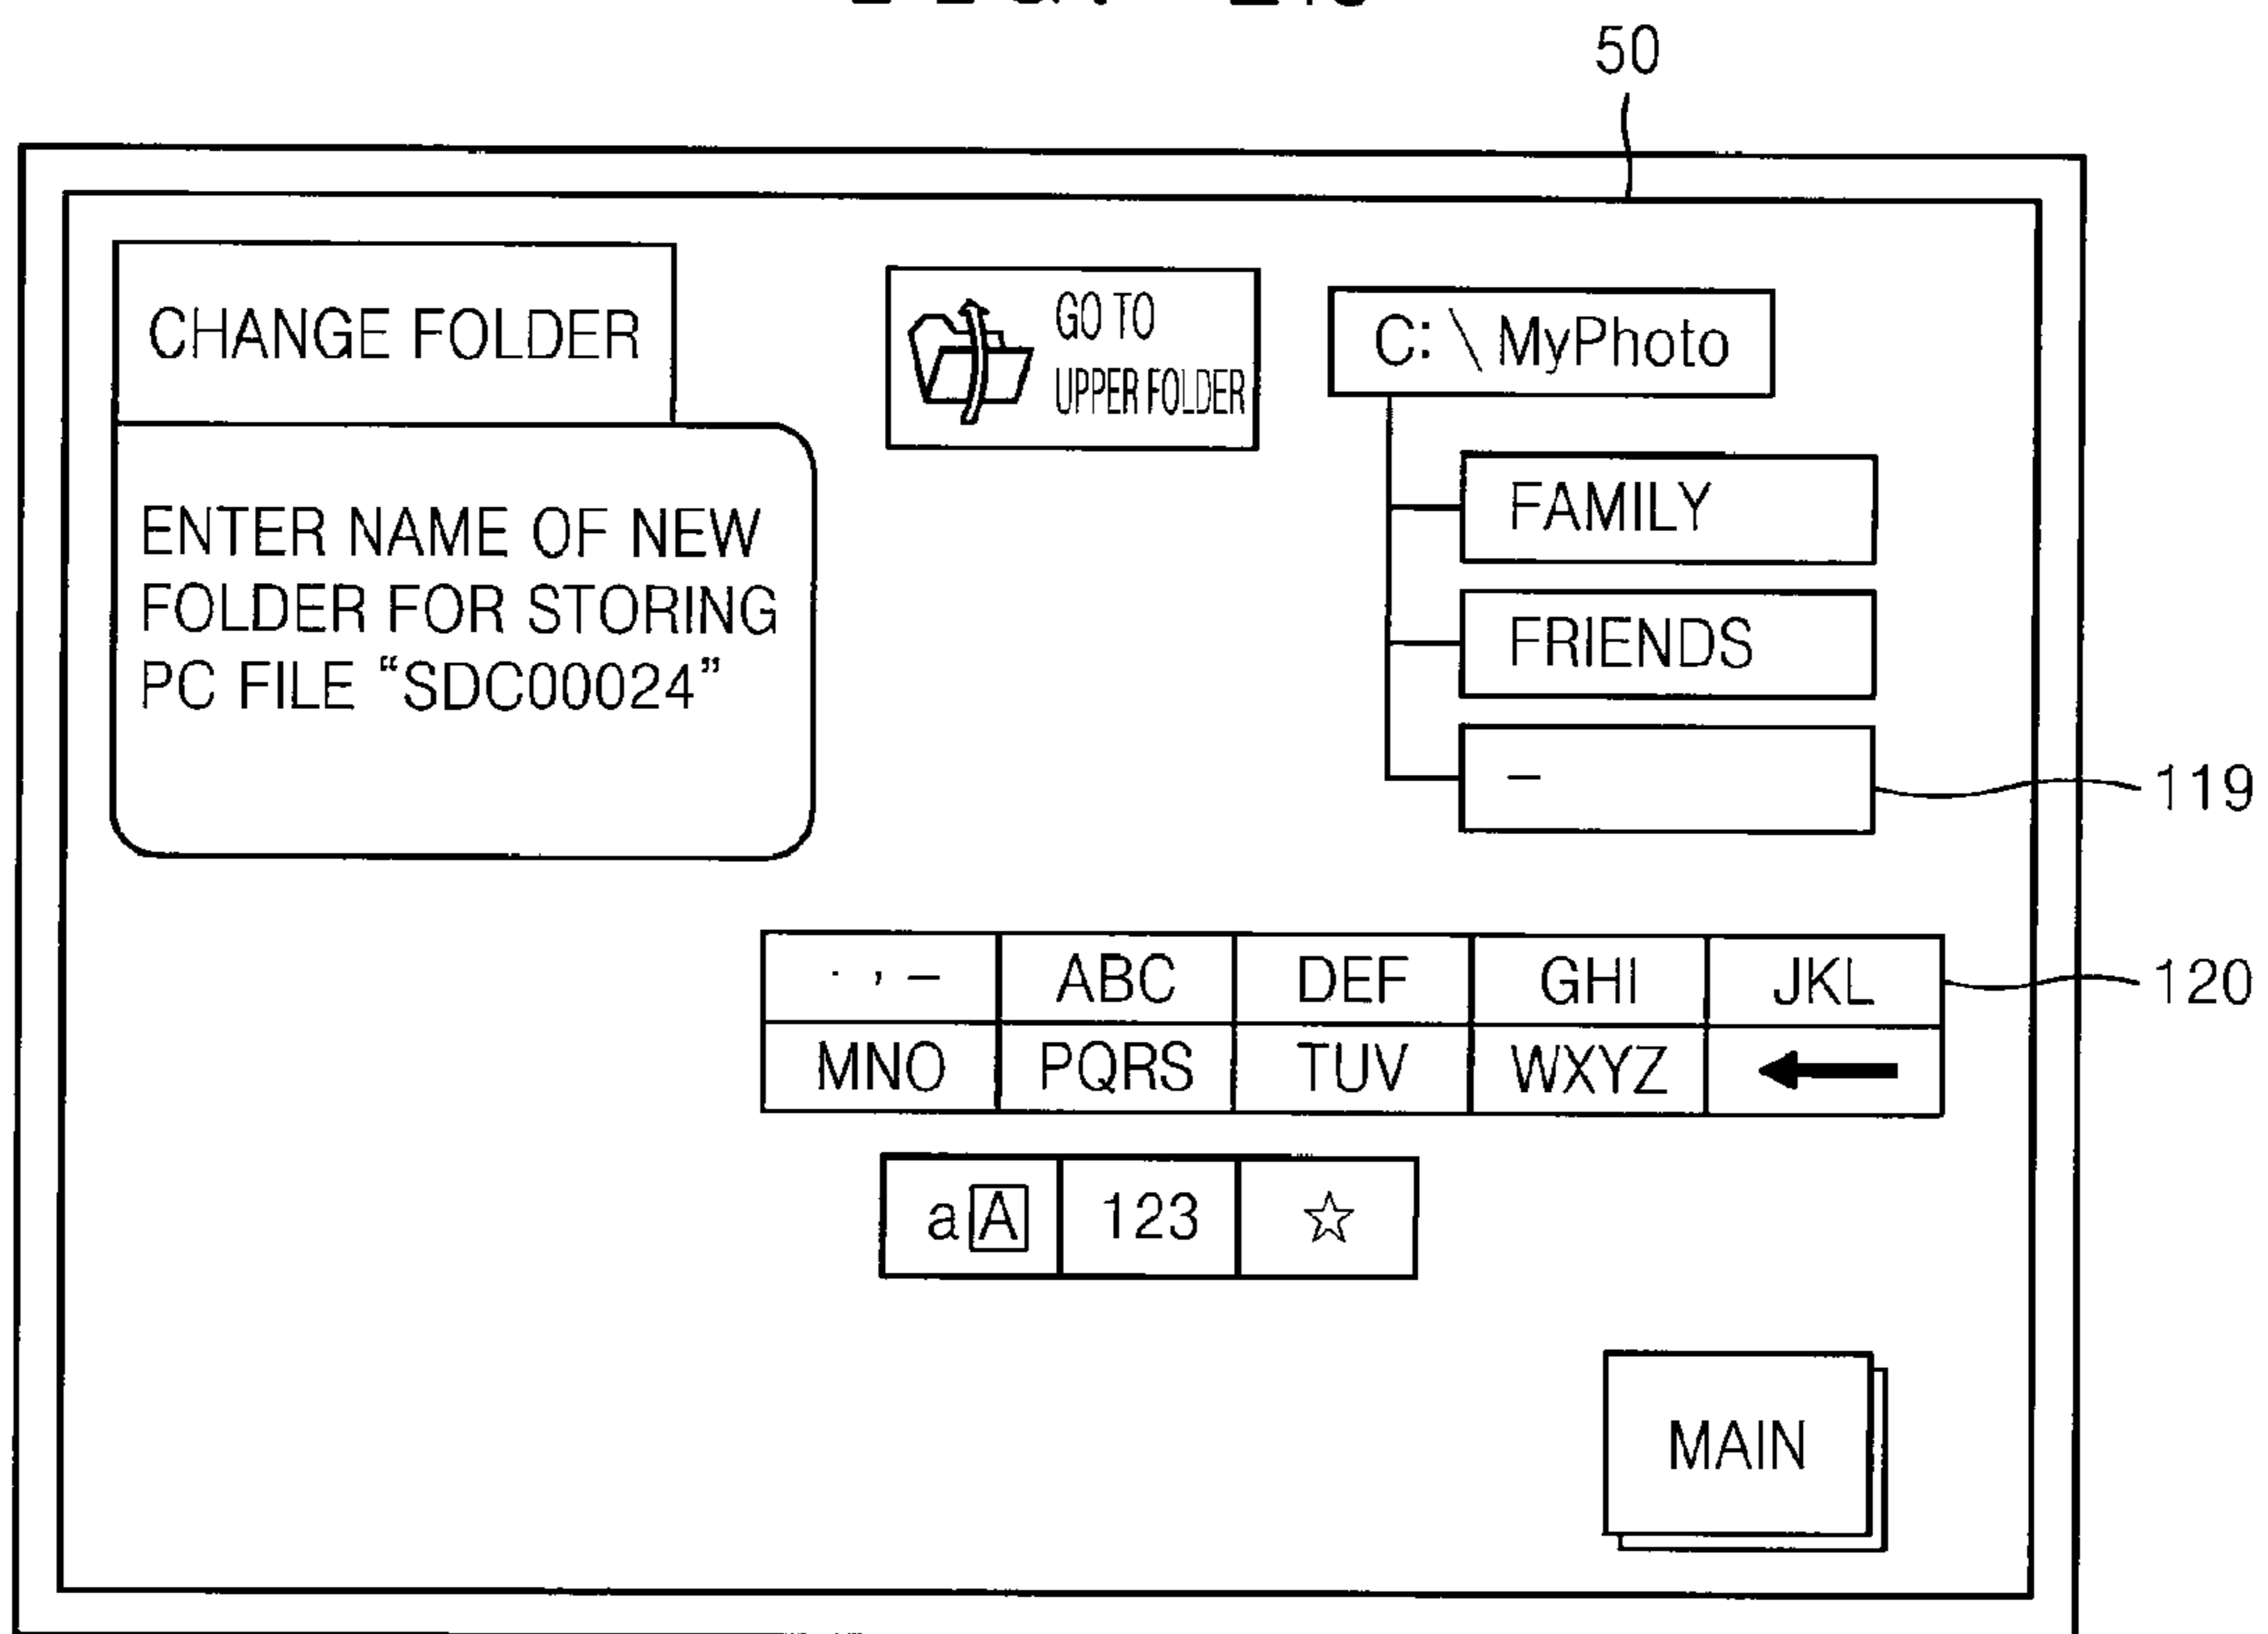 50
CHANGE FOLDER
GO TO
UPPER FOLDER
C:\MyPhoto
ENTER NAME OF NEW
FOLDER FOR STORING
PC FILE “SDC00024”
FAMILY
FRIENDS
–
119
. , – ABC DEF GHI JKL
120
MNO PQRS TUV WXYZ ←
aA 123 ☆
MAIN